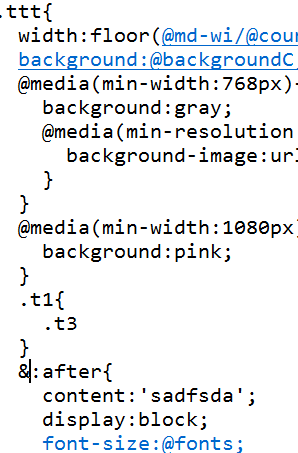 .ttt{
width:floor(@md-wi/@cour
background:@backgroundC
@media(min-width:768px)
background:gray;
@media(min-resolution
background-image:url
}
}
@media(min-width:1080px)
background:pink;
}
.t1{
.t3
}
&:after{
content:'sadfsda';
display:block;
font-size:@fonts;